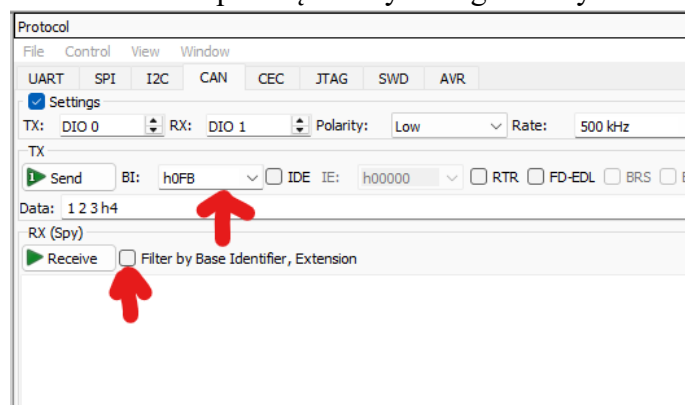 Protocol
File Control View Window
UART SPI I2C CAN CEC JTAG SWD AVR
Settings
TX: DIO 0 RX: DIO 1 Polarity: Low Rate: 500 kHz
TX
Send BI: h0FB IDE IE: h00000 RTR FD-EDL BRS
Data: 1 2 3 h4
RX (Spy)
Receive Filter by Base Identifier, Extension